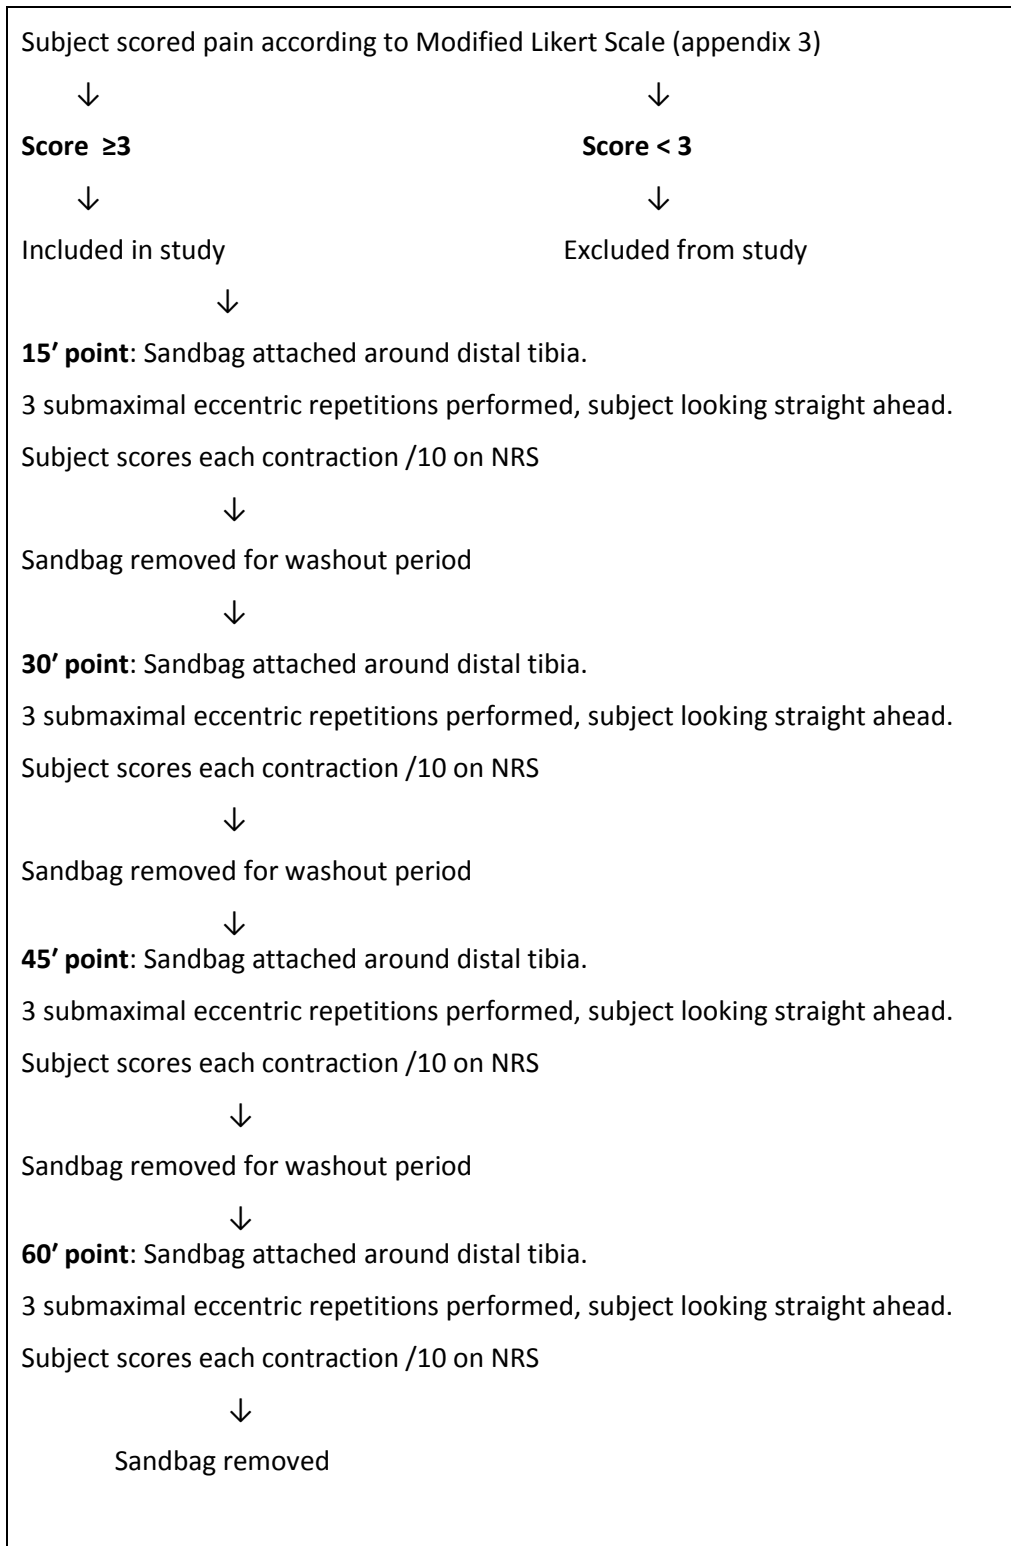 Subject scored pain according to Modified Likert Scale (appendix 3)
↓ ↓
Score ≥3 Score < 3
↓ ↓
Included in study Excluded from study
↓
15′ point: Sandbag attached around distal tibia.
3 submaximal eccentric repetitions performed, subject looking straight ahead.
Subject scores each contraction /10 on NRS
↓
Sandbag removed for washout period
↓
30′ point: Sandbag attached around distal tibia.
3 submaximal eccentric repetitions performed, subject looking straight ahead.
Subject scores each contraction /10 on NRS
↓
Sandbag removed for washout period
↓
45′ point: Sandbag attached around distal tibia.
3 submaximal eccentric repetitions performed, subject looking straight ahead.
Subject scores each contraction /10 on NRS
↓
Sandbag removed for washout period
↓
60′ point: Sandbag attached around distal tibia.
3 submaximal eccentric repetitions performed, subject looking straight ahead.
Subject scores each contraction /10 on NRS
↓
Sandbag removed